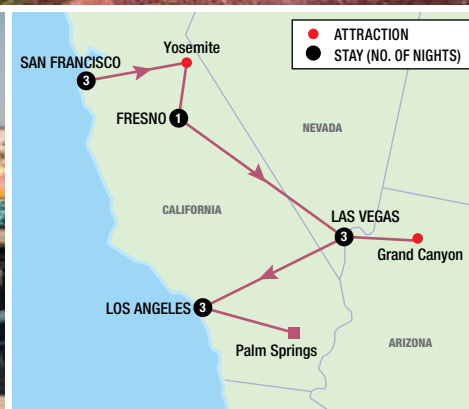 ATTRACTION
STAY (NO. OF NIGHTS)
Yosemite
SAN FRANCISCO
3
FRESNO
1
NEVADA
CALIFORNIA
LAS VEGAS
3
Grand Canyon
LOS ANGELES
3
Palm Springs
ARIZONA